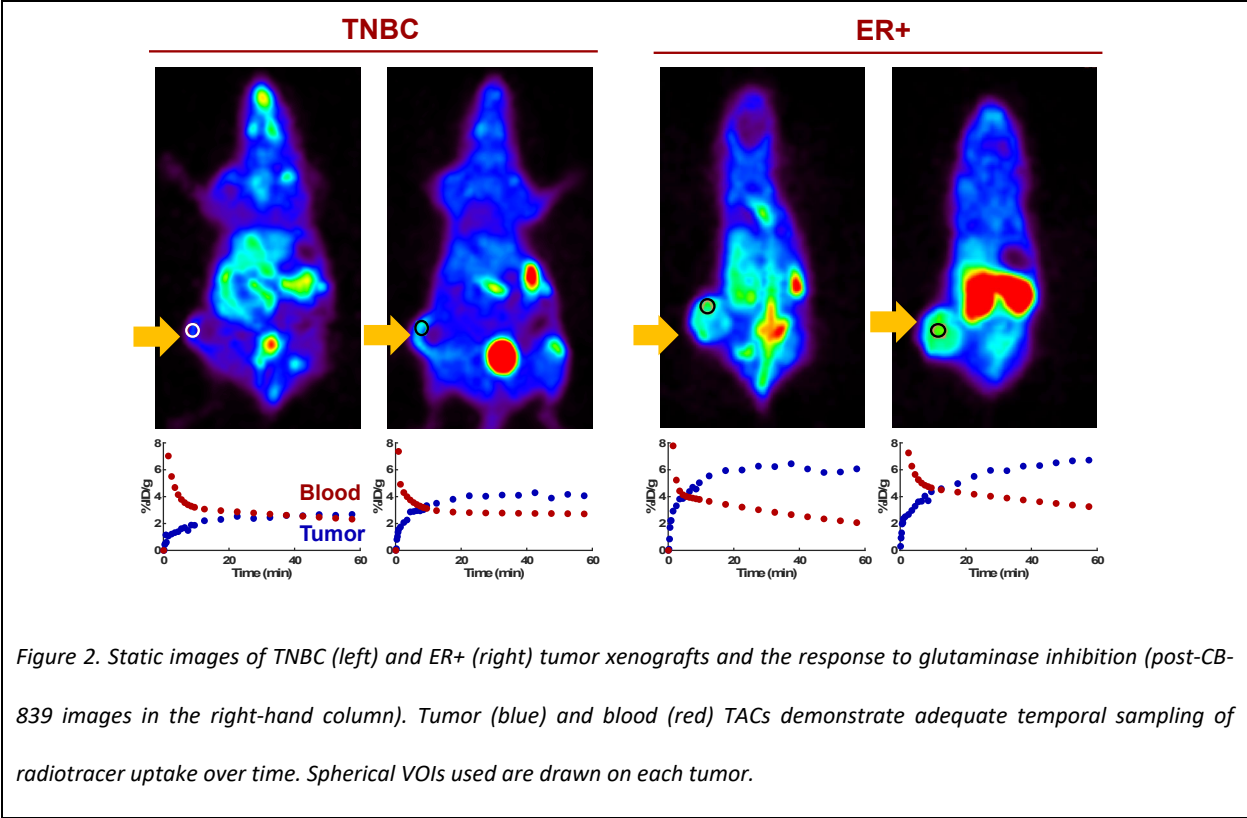 TNBC
ER+
8
6
4
2
0
%ID/g
Blood
Tumor
0
20
40
60
Time (min)
8
6
4
2
0
0
20
40
60
Time (min)
8
6
4
2
0
%ID/g
0
20
40
60
Time (min)
8
6
4
2
0
%ID/g
0
20
40
60
Time (min)
Figure 2. Static images of TNBC (left) and ER+ (right) tumor xenografts and the response to glutaminase inhibition (post-CB-
839 images in the right-hand column). Tumor (blue) and blood (red) TACs demonstrate adequate temporal sampling of
radiotracer uptake over time. Spherical VOIs used are drawn on each tumor.